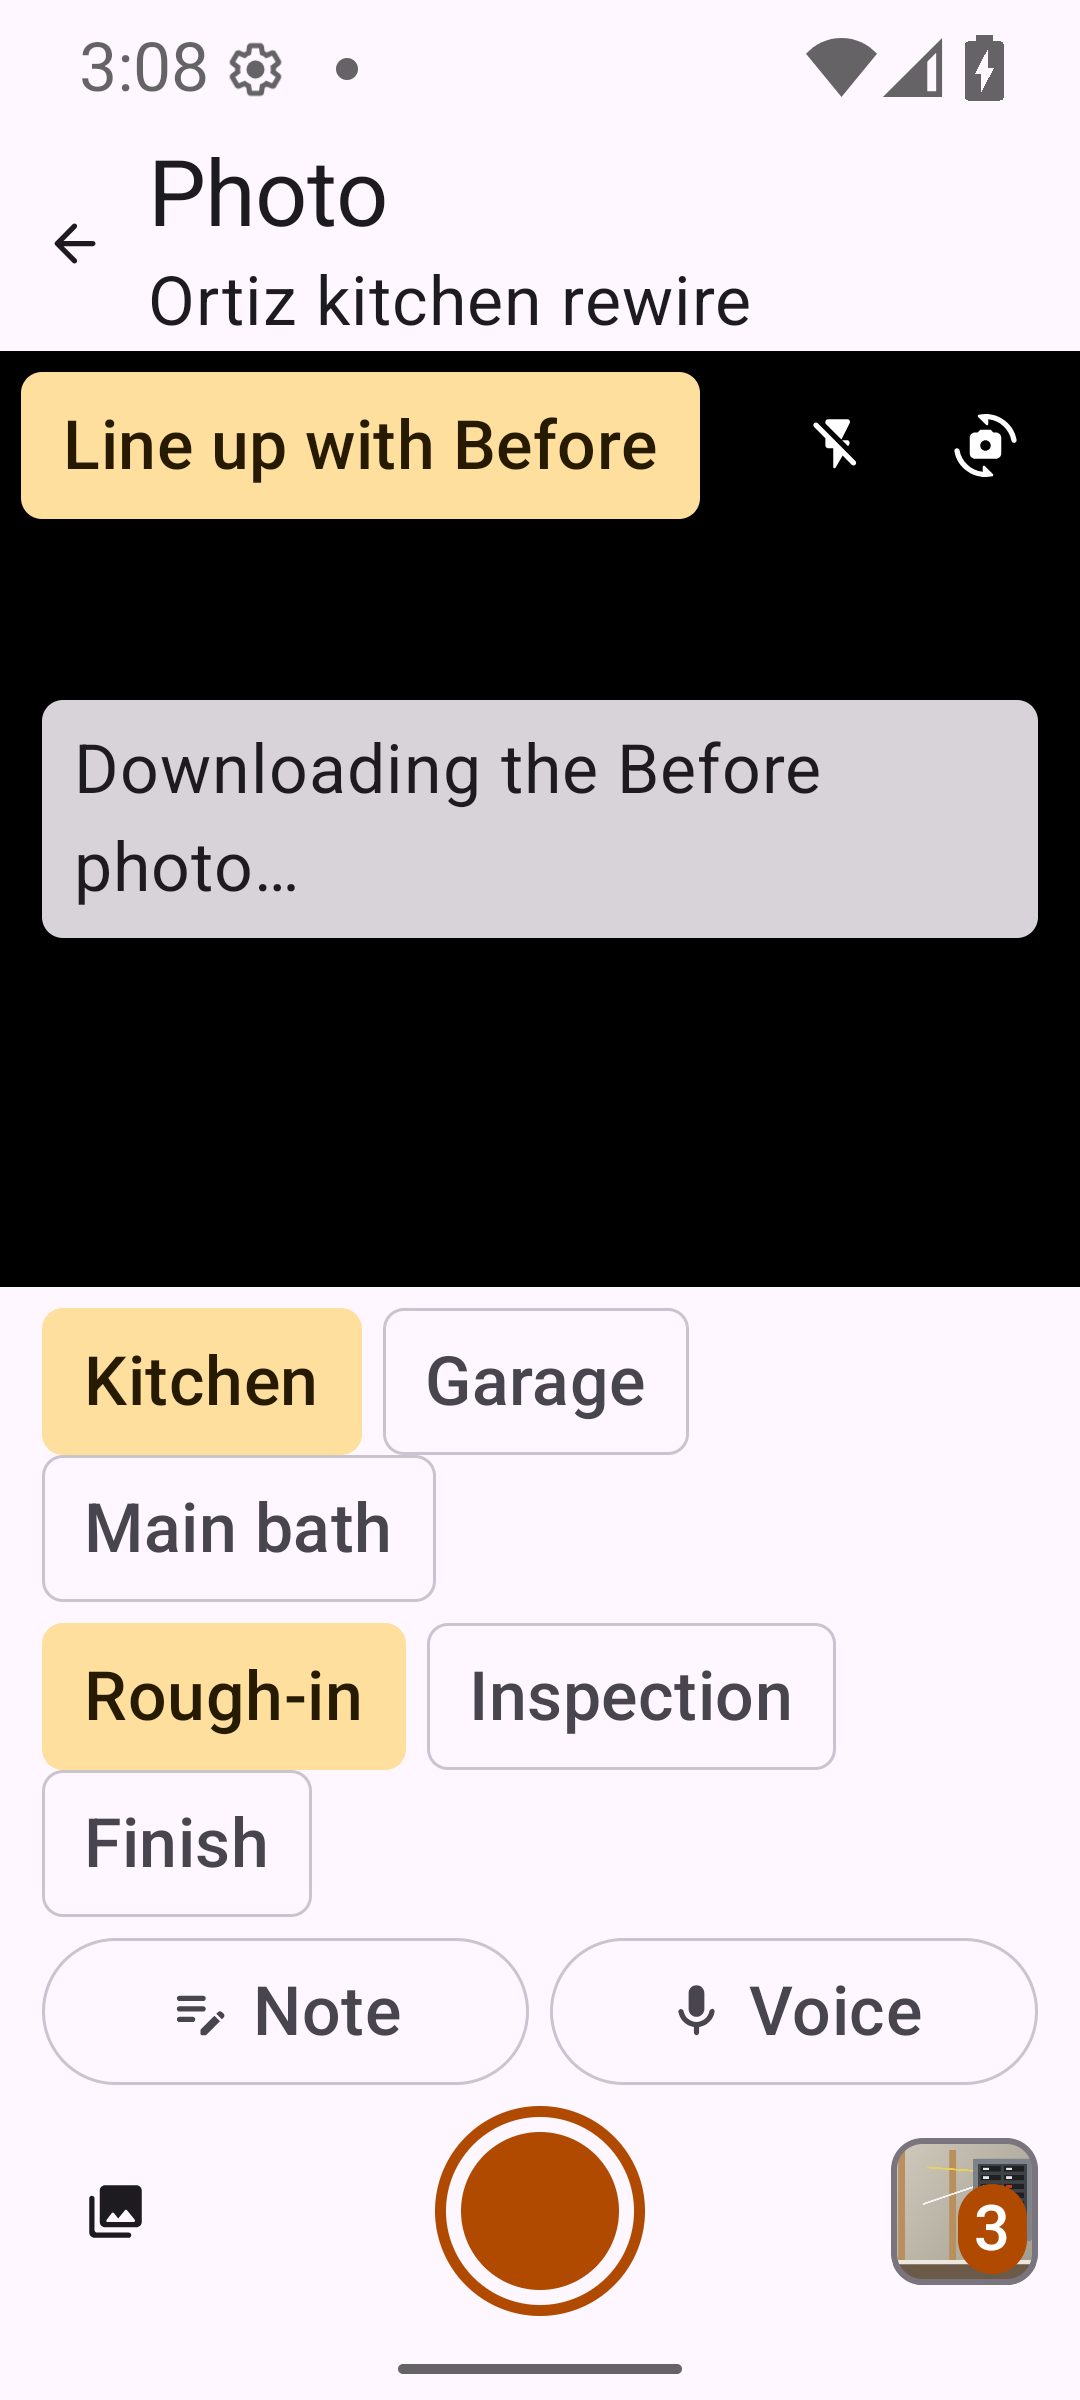 3:08
Photo
Ortiz kitchen rewire
Line up with Before
Downloading the Before
photo…
Kitchen
Garage
Main bath
Rough-in
Inspection
Finish
Note
Voice
3